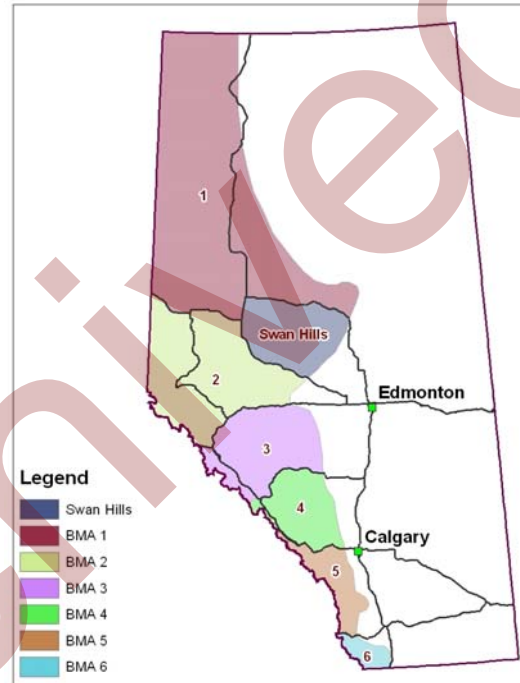 1
Swan Hills
2
Edmonton
3
Legend
Swan Hills
BMA 1
BMA 2
BMA 3
BMA 4
BMA 5
BMA 6
4
Calgary
5
6